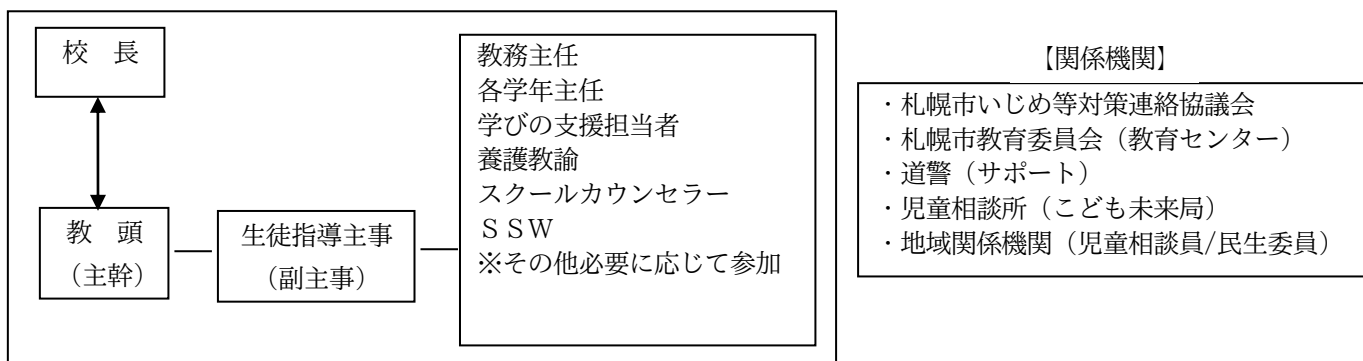 校　長
教　頭
（主幹）
生徒指導主事
（副主事）
教務主任
各学年主任
学びの支援担当者
養護教諭
スクールカウンセラー
ＳＳＷ
※その他必要に応じて参加
【関係機関】
・札幌市いじめ等対策連絡協議会
・札幌市教育委員会（教育センター）
・道警（サポート）
・児童相談所（こども未来局）
・地域関係機関（児童相談員/民生委員）